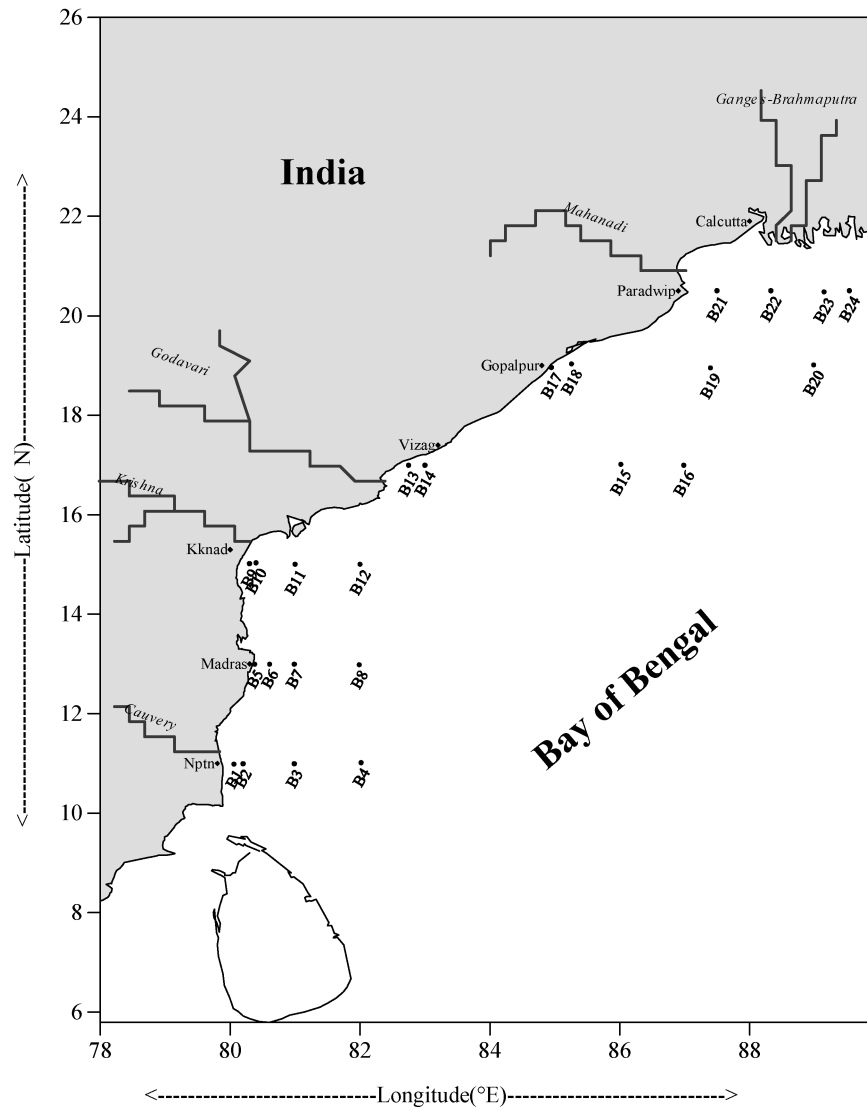 26
24
22
20
18
16
14
12
10
8
6
<-----------------------Latitude( N)----------------------->
Ganges-Brahmaputra
India
Mahanadi
Calcutta
Paradwip
B21
B22
B23
B24
Godavari
Gopalpur
B17
B18
B19
B20
Vizag
B13
B14
B15
B16
Krishna
Kknad
B9
B10
B11
B12
Madras
B5
B6
B7
B8
Bay of Bengal
Cauvery
Nptn
B1
B2
B3
B4
78
80
82
84
86
88
<-----------------------Longitude(°E)----------------------->